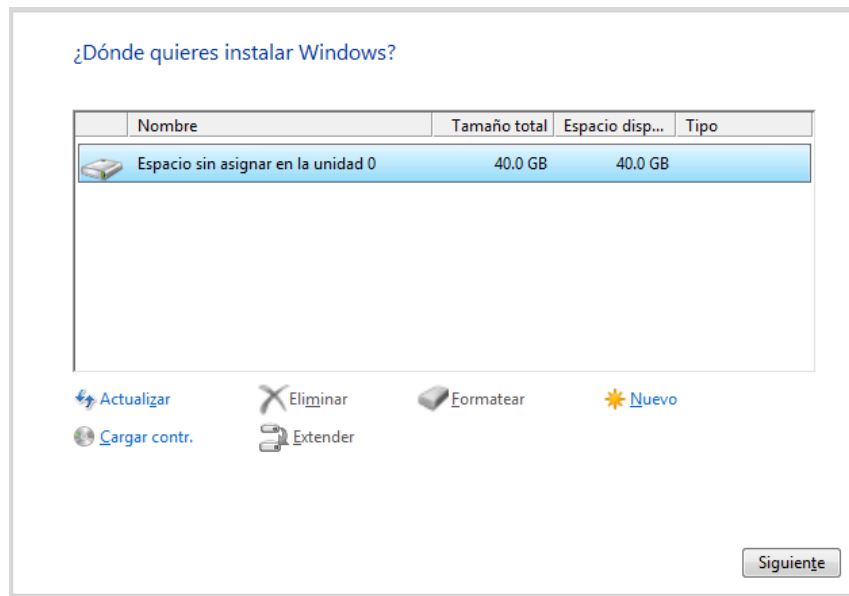 ¿Dónde quieres instalar Windows?
Nombre Tamaño total Espacio disp... Tipo
Espacio sin asignar en la unidad 0 40.0 GB 40.0 GB
Actualizar Eliminar Formatear Nuevo
Cargar contr. Extender
Siguiente